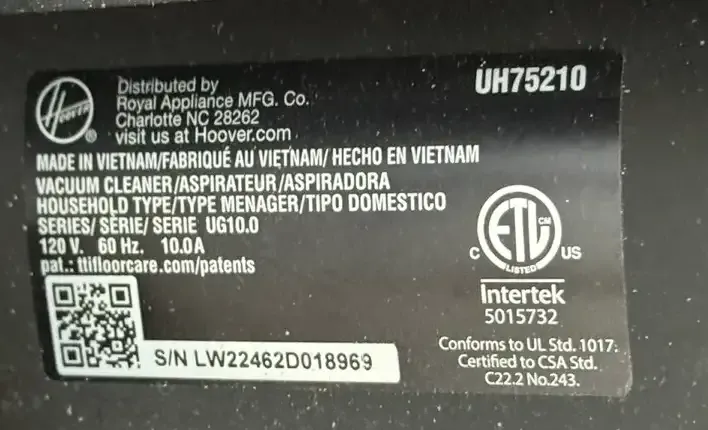 Hoover
®
Distributed by
Royal Appliance MFG. Co.
Charlotte NC 28262
visit us at Hoover.com
UH75210
MADE IN VIETNAM/FABRIQUÉ AU VIETNAM/ HECHO EN VIETNAM
VACUUM CLEANER/ASPIRATEUR/ASPIRADORA
HOUSEHOLD TYPE/TYPE MENAGER/TIPO DOMESTICO
SERIES/ SÉRIE/ SERIE UG10.0
120 V. 60 Hz. 10.0A
pat.: ttifloorcare.com/patents
S/N LW22462D018969
ETL CM
LISTED
C US
Intertek
5015732
Conforms to UL Std. 1017.
Certified to CSA Std.
C22.2 No.243.